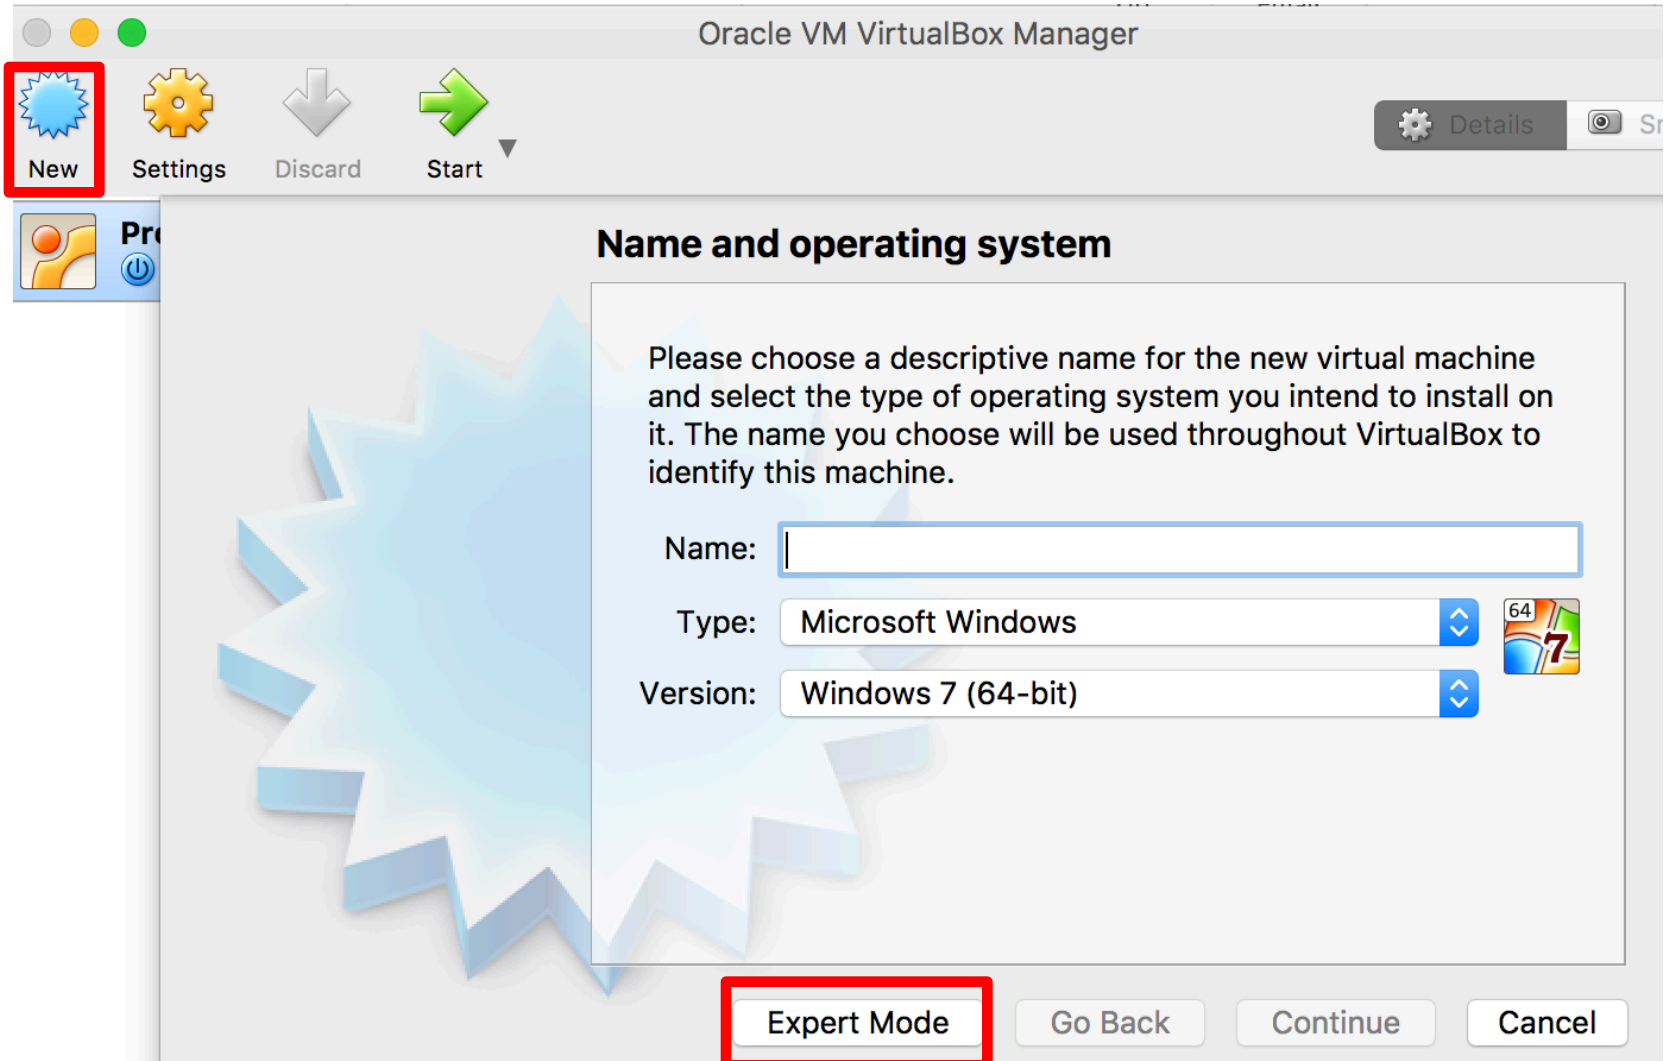 Oracle VM VirtualBox Manager
New
Settings
Discard
Start
Details
Name and operating system
Please choose a descriptive name for the new virtual machine
and select the type of operating system you intend to install on
it. The name you choose will be used throughout VirtualBox to
identify this machine.
Name:
Type: Microsoft Windows
64
7
Version: Windows 7 (64-bit)
Expert Mode
Go Back
Continue
Cancel